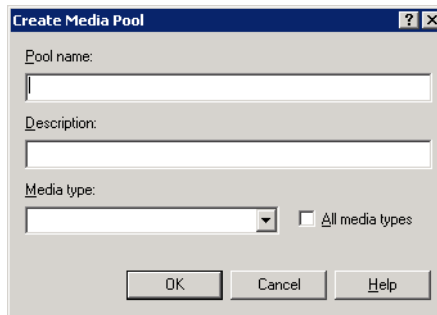 Create Media Pool
Pool name:
Description:
Media type:
All media types
OK Cancel Help